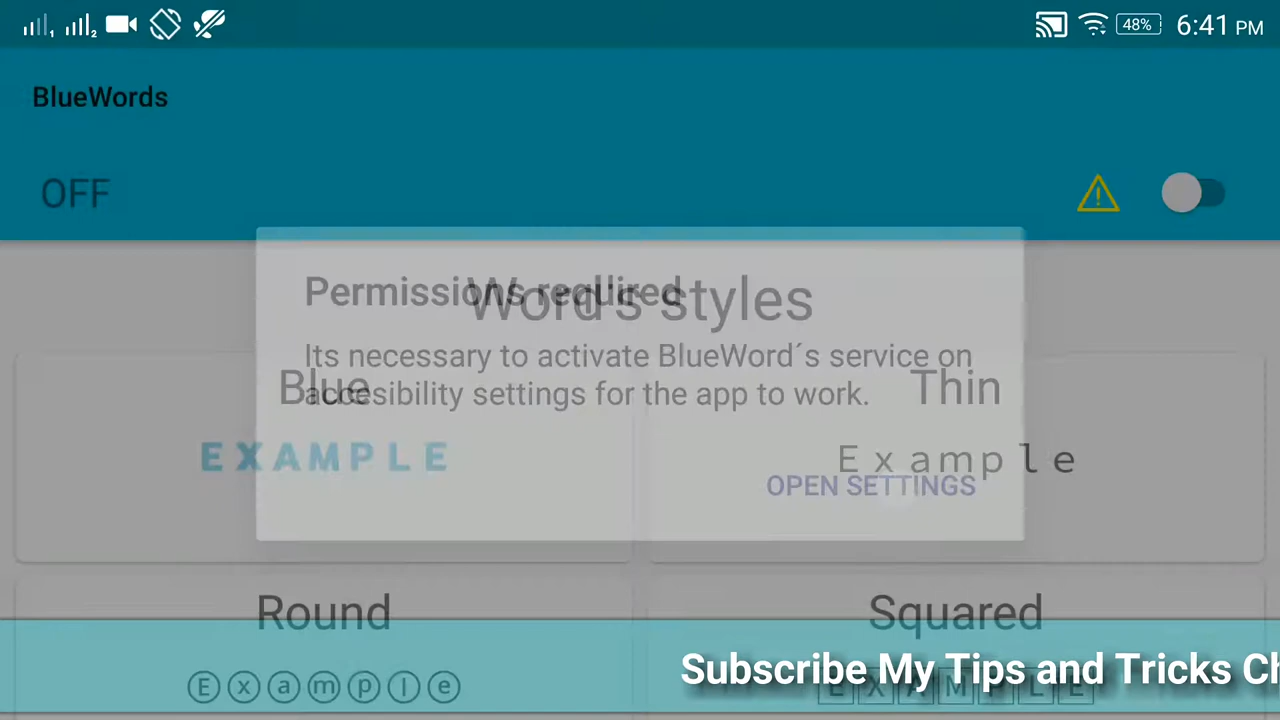 48% 6:41 PM
BlueWords
OFF
Permissions required
Word's styles
Its necessary to activate BlueWord´s service on
accesibility settings for the app to work.
Blue
Thin
EXAMPLE
Example
OPEN SETTINGS
Round
Squared
Subscribe My Tips and Tricks Ch
Example
EXAMPLE